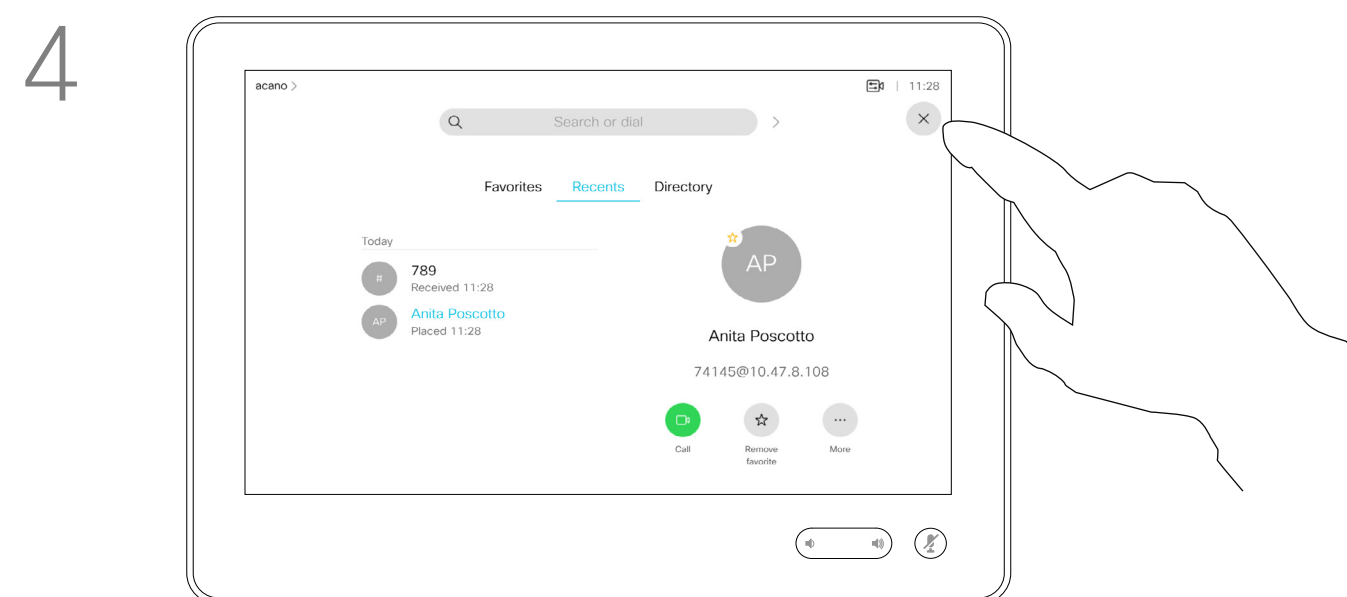 4
acano >
| 11:28
Search or dial >
Favorites Recents Directory
Today
# 789
Received 11:28
AP Anita Poscotto
Placed 11:28
AP
Anita Poscotto
74145@10.47.8.108
Call
Remove
favorite
More